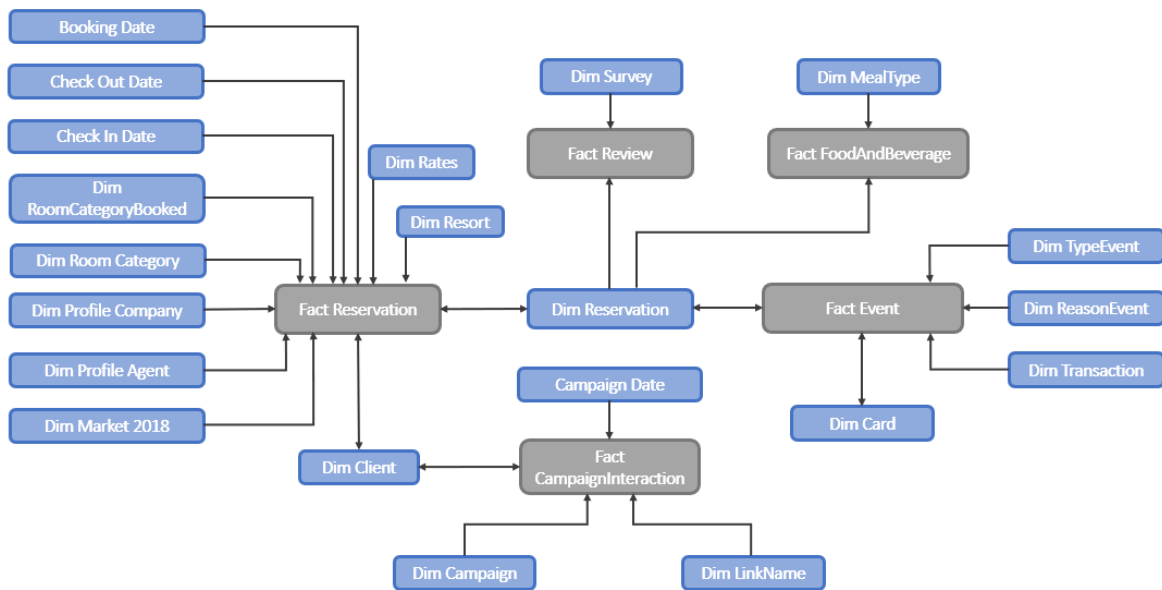 Booking Date
Check Out Date
Check In Date
Dim
RoomCategoryBooked
Dim Room Category
Dim Profile Company
Dim Profile Agent
Dim Market 2018
Dim Rates
Dim Resort
Fact Reservation
Dim Client
Dim Survey
Fact Review
Dim MealType
Fact FoodAndBeverage
Dim Reservation
Fact Event
Dim TypeEvent
Dim ReasonEvent
Dim Transaction
Dim Card
Campaign Date
Fact
CampaignInteraction
Dim Campaign
Dim LinkName